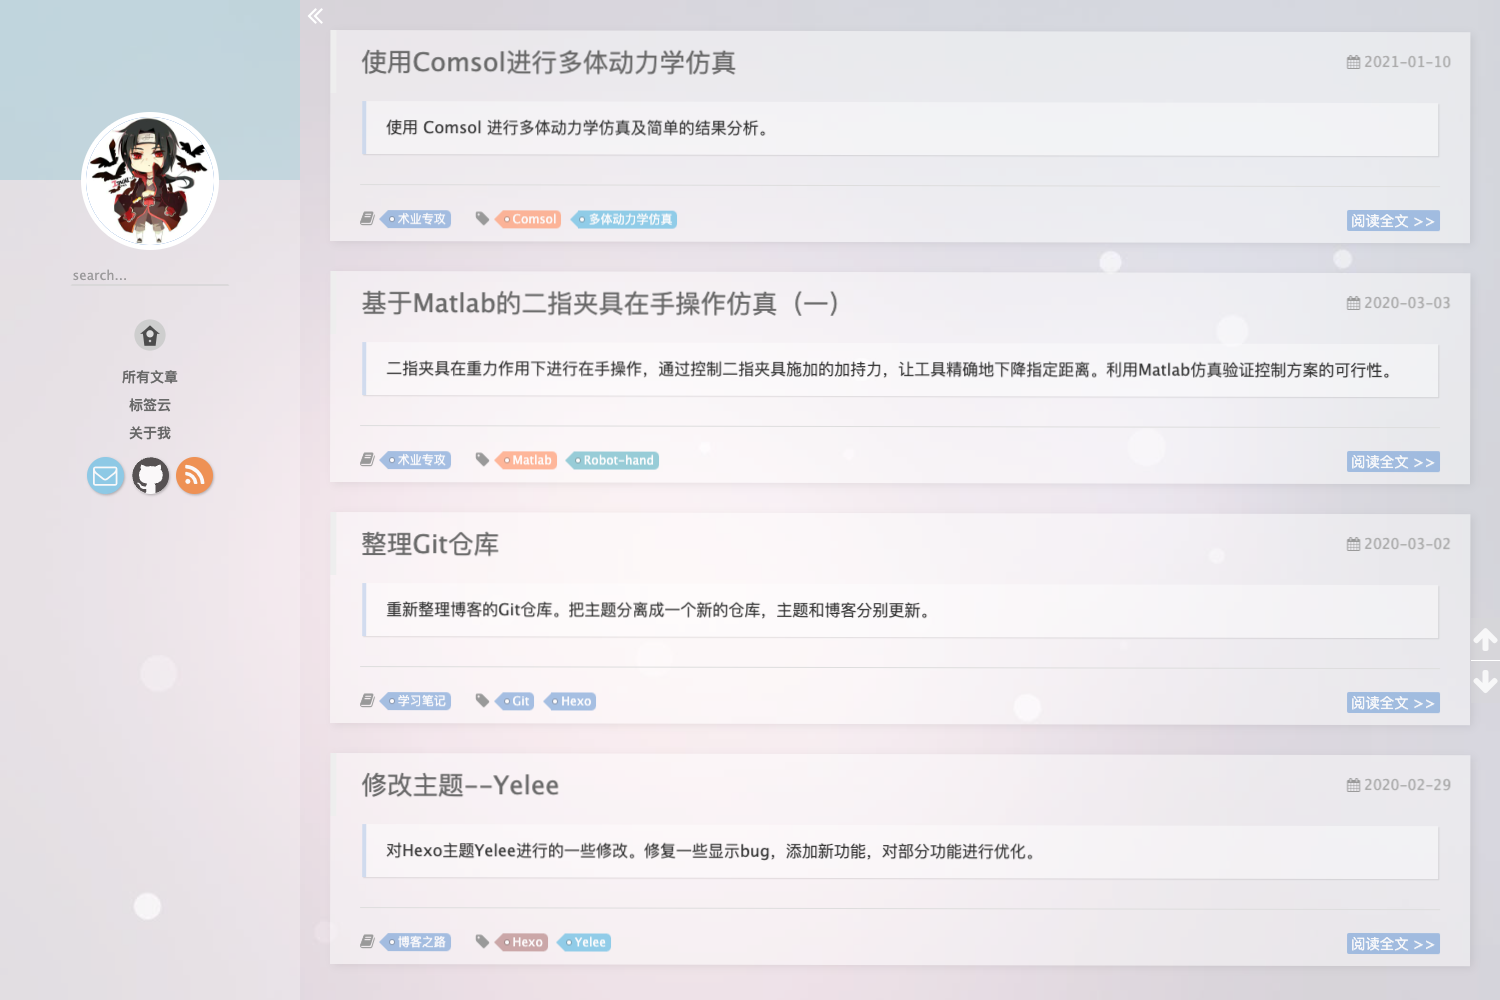 search...
所有文章
标签云
关于我
使用Comsol进行多体动力学仿真
2021-01-10
使用 Comsol 进行多体动力学仿真及简单的结果分析。
术业专攻 Comsol 多体动力学仿真
阅读全文 >>
基于Matlab的二指夹具在手操作仿真（一）
2020-03-03
二指夹具在重力作用下进行在手操作，通过控制二指夹具施加的加持力，让工具精确地下降指定距离。利用Matlab仿真验证控制方案的可行性。
术业专攻 Matlab Robot-hand
阅读全文 >>
整理Git仓库
2020-03-02
重新整理博客的Git仓库。把主题分离成一个新的仓库，主题和博客分别更新。
学习笔记 Git Hexo
阅读全文 >>
修改主题--Yelee
2020-02-29
对Hexo主题Yelee进行的一些修改。修复一些显示bug，添加新功能，对部分功能进行优化。
博客之路 Hexo Yelee
阅读全文 >>